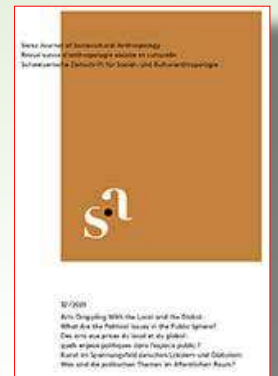 Swiss Journal of Sociocultural Anthropology
Revue suisse d'anthropologie sociale et culturelle
Schweizerische Zeitschrift für Sozial- und Kulturanthropologie
sa
Arts Grappling With the Local and the Global:
What Are the Political Issues in the Public Sphere?
Des arts aux prises du local et du global:
quels enjeux politiques dans l'espace public?
Kunst im Spannungsfeld zwischen Lokalem und Globalem:
Was sind die politischen Themen im öffentlichen Raum?